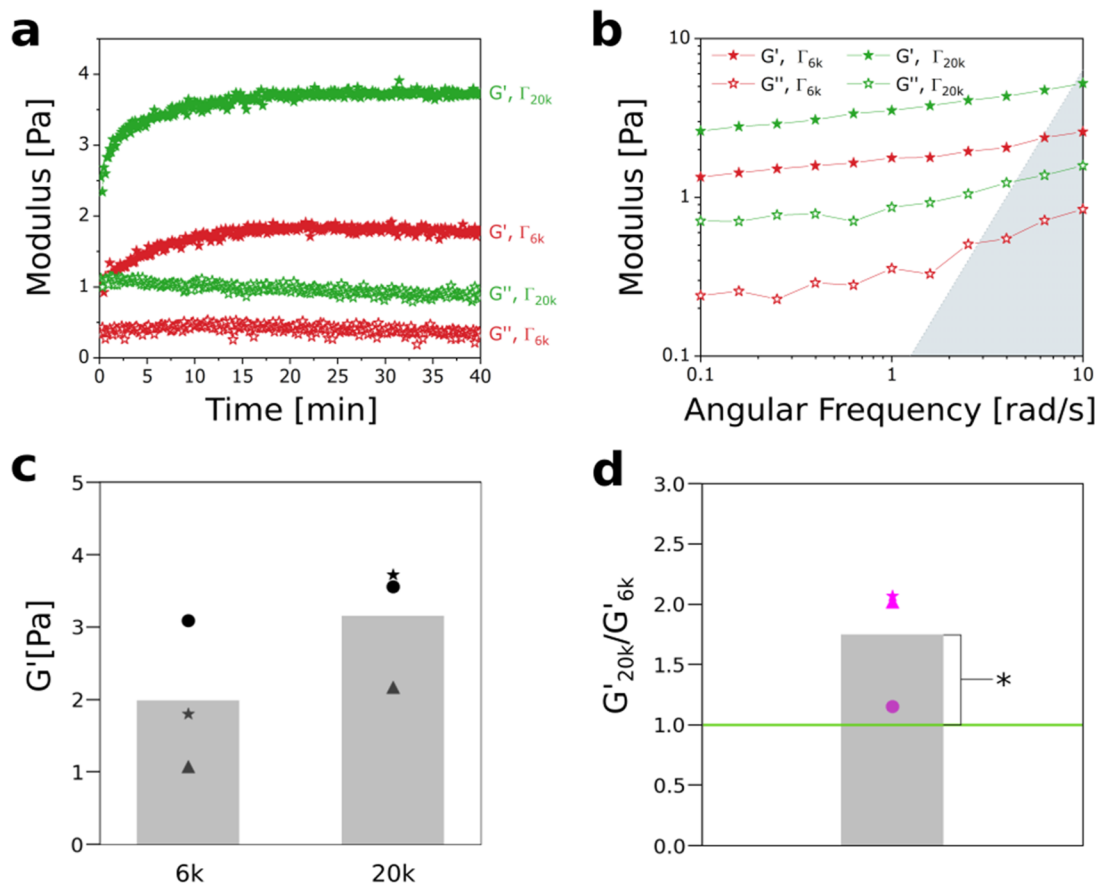 a
Modulus [Pa]
4
3
2
1
0
0 5 10 15 20 25 30 35 40
Time [min]
G', Γ20k
G', Γ6k
G'', Γ20k
G'', Γ6k
b
Modulus [Pa]
10
1
0.1
0.1 1 10
Angular Frequency [rad/s]
G', Γ6k G', Γ20k
G'', Γ6k G'', Γ20k
c
G'[Pa]
5
4
3
2
1
0
6k 20k
d
G'20k/G'6k
3.0
2.5
2.0
1.5
1.0
0.5
0.0
*